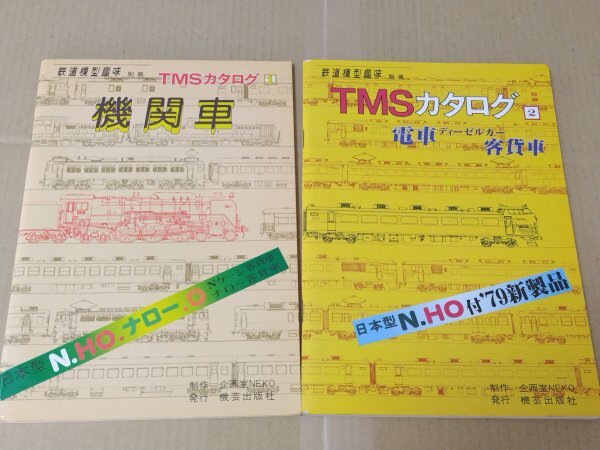 鉄道模型趣味 別冊
TMSカタログ 1
機関車
日本型 N.HO.ナロー.O Nゲージ客貨車
ナロー客貨車
制作 企画室NEKO
発行 機芸出版社
鉄道模型趣味 別冊
TMSカタログ 2
電車 ディーゼルカー 客貨車
日本型 N.HO 付'79新製品
制作 企画室NEKO
発行 機芸出版社